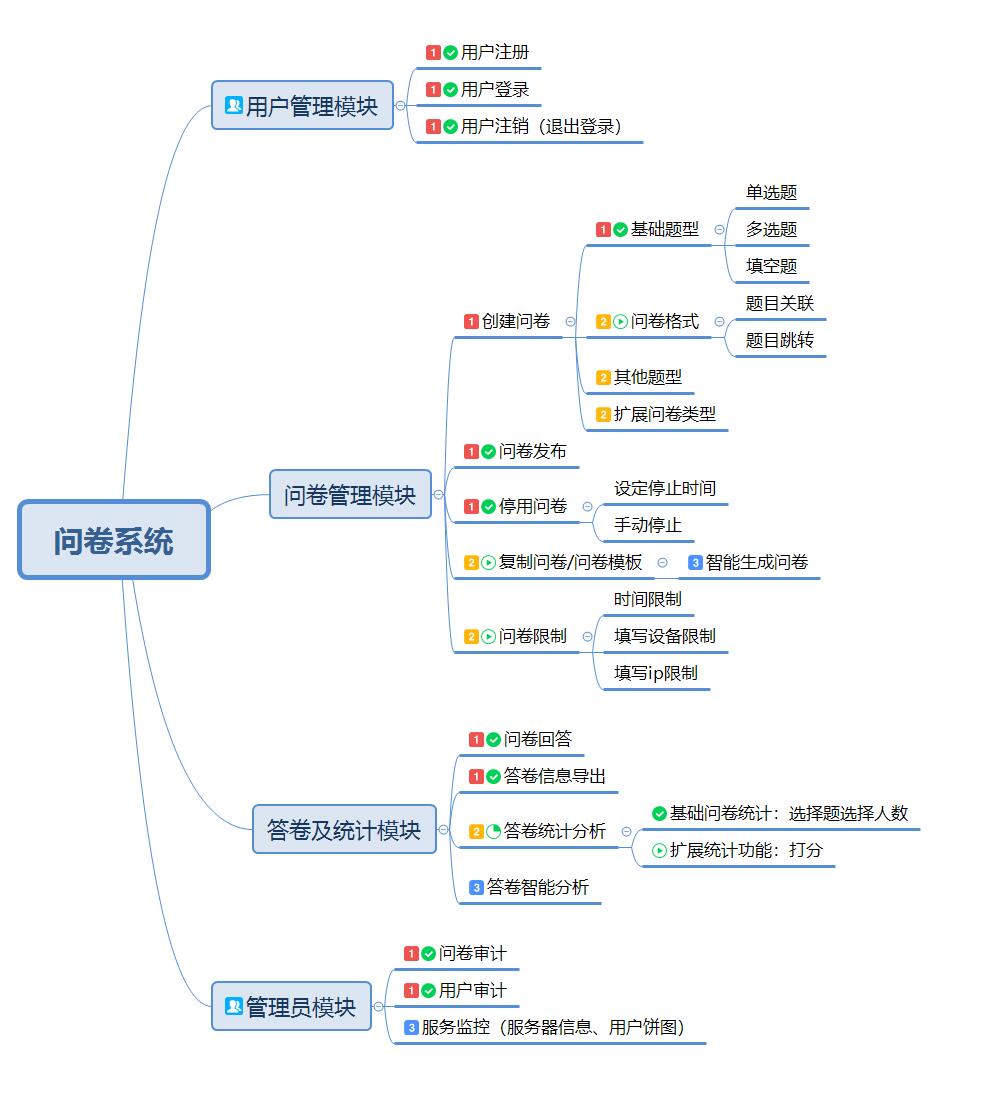 1 用户注册
1 用户登录
用户管理模块
1 用户注销（退出登录）
单选题
1 基础题型
多选题
填空题
题目关联
1 创建问卷
2 问卷格式
题目跳转
2 其他题型
2 扩展问卷类型
1 问卷发布
设定停止时间
问卷管理模块
1 停用问卷
手动停止
问卷系统
2 复制问卷/问卷模板
3 智能生成问卷
时间限制
2 问卷限制
填写设备限制
填写ip限制
1 问卷回答
1 答卷信息导出
基础问卷统计：选择题选择人数
答卷及统计模块
2 答卷统计分析
扩展统计功能：打分
3 答卷智能分析
1 问卷审计
1 用户审计
管理员模块
3 服务监控（服务器信息、用户饼图）